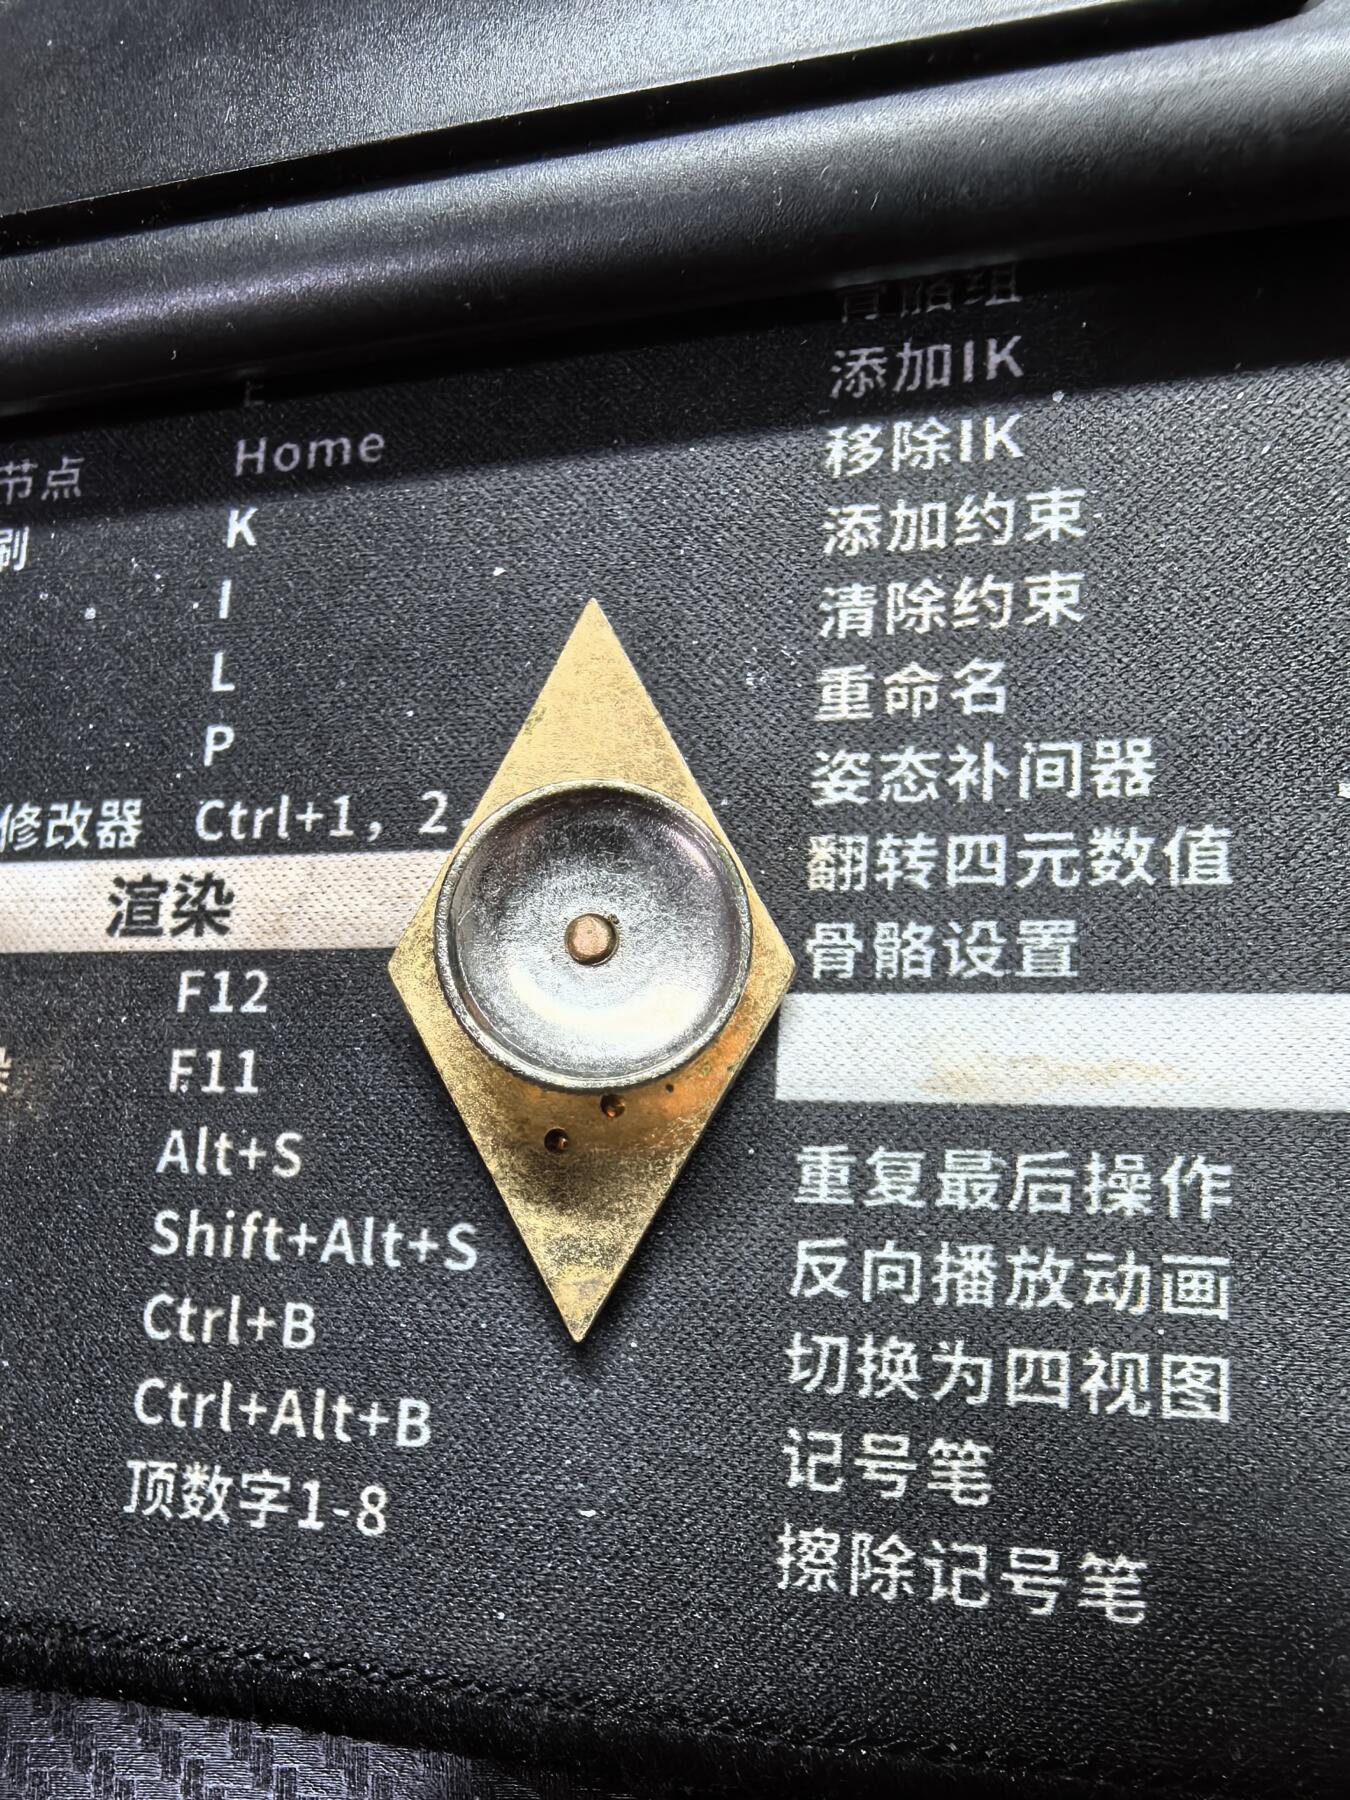 节点 Home
刷 K
I
L
P
修改器 Ctrl+1，2
渲染
F12
F11
Alt+S
Shift+Alt+S
Ctrl+B
Ctrl+Alt+B
顶数字1-8
骨骼组
添加IK
移除IK
添加约束
清除约束
重命名
姿态补间器
翻转四元数值
骨骼设置
重复最后操作
反向播放动画
切换为四视图
记号笔
擦除记号笔